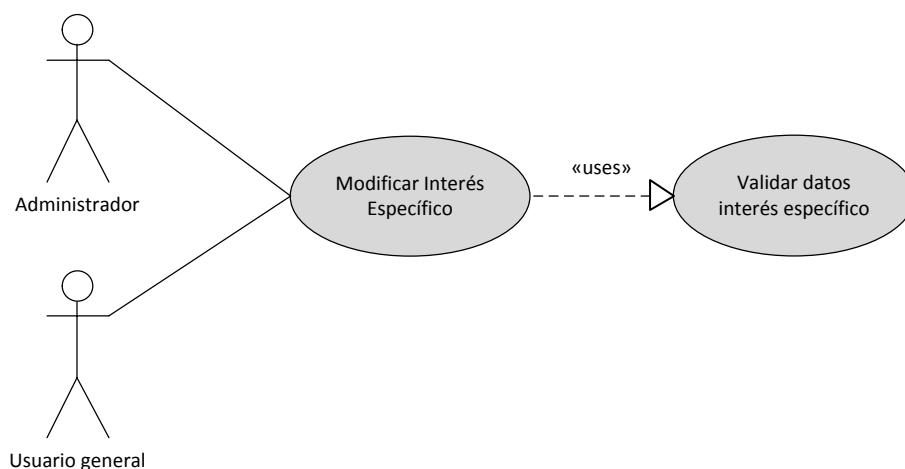 Administrador
Modificar Interés
Específico
«uses»
Validar datos
interés específico
Usuario general